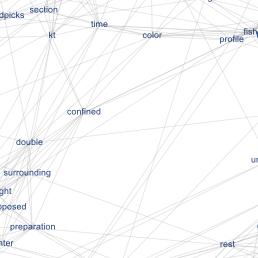 section
dpicks
time
kt
color
fish
profile
confined
double
surrounding
ght
posed
preparation
nter
rest